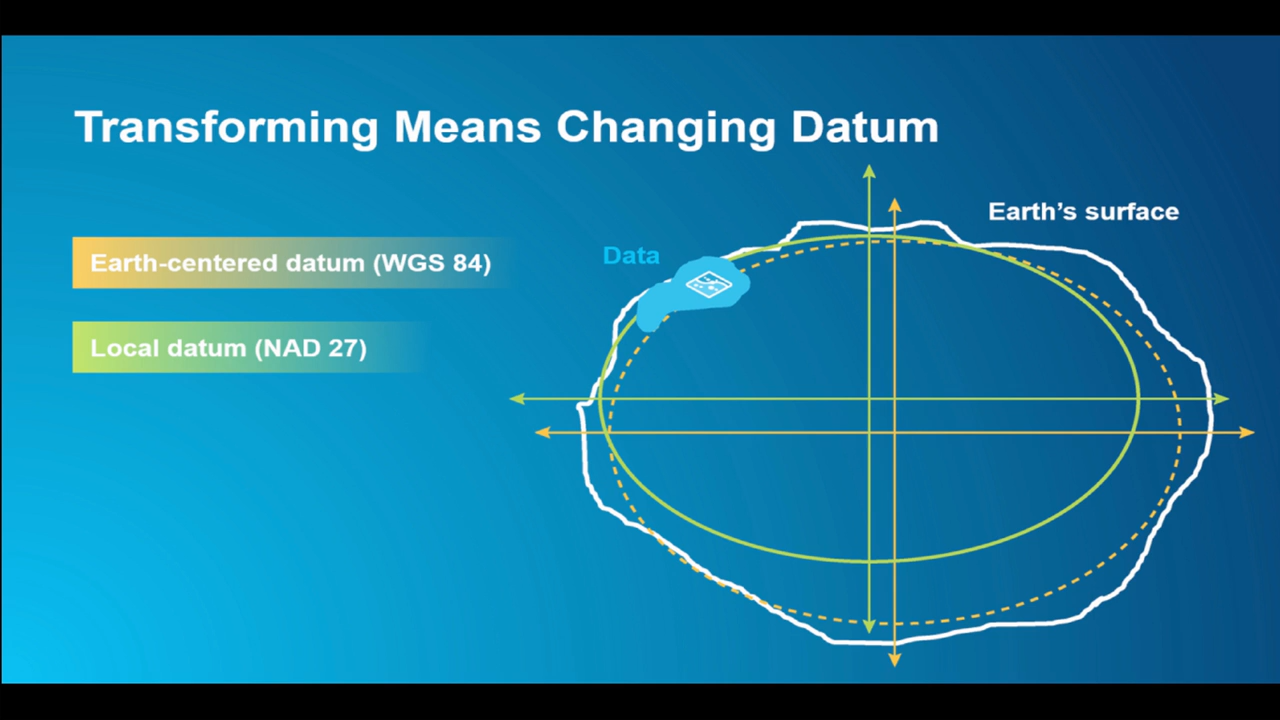 Transforming Means Changing Datum
Earth’s surface
Data
Earth-centered datum (WGS 84)
Local datum (NAD 27)